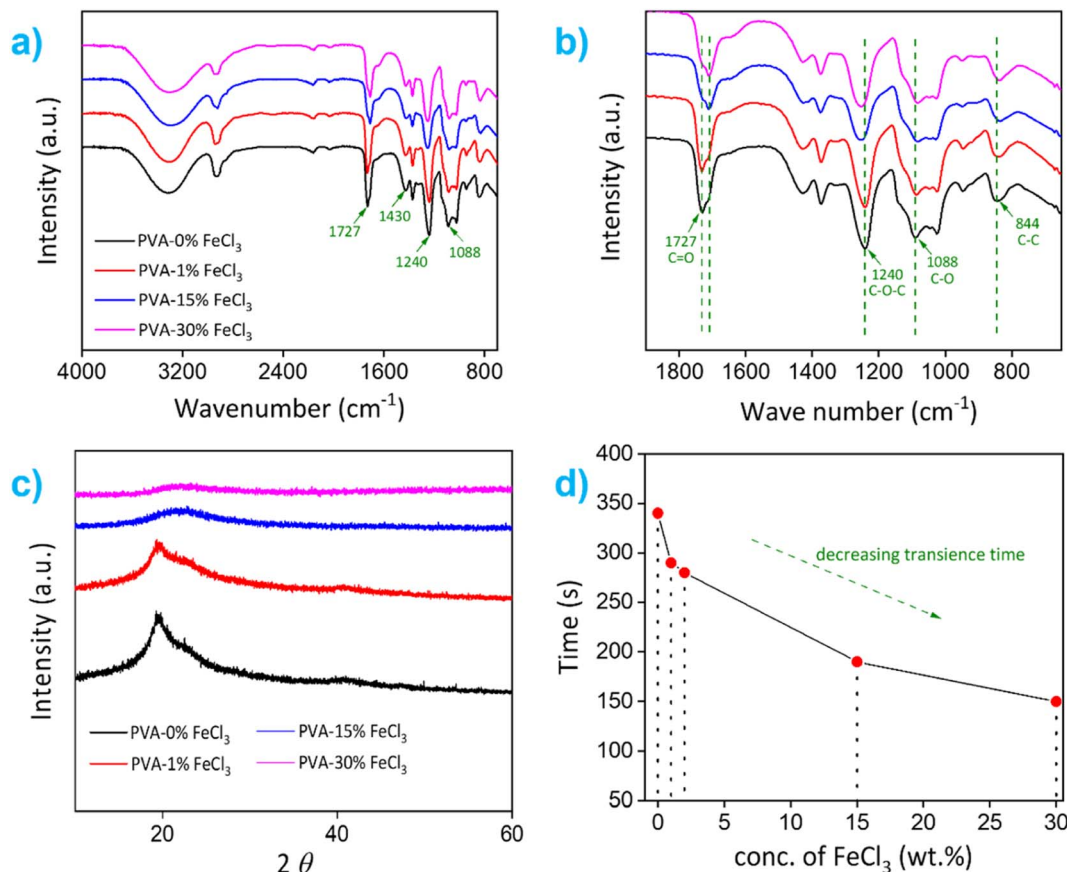 a)
Intensity (a.u.)
1727
1430
1240
1088
PVA-0% FeCl₃
PVA-1% FeCl₃
PVA-15% FeCl₃
PVA-30% FeCl₃
4000 3200 2400 1600 800
Wavenumber (cm⁻¹)
b)
Intensity (a.u.)
1727
C=O
1240
C-O-C
1088
C-O
844
C-C
1800 1600 1400 1200 1000 800
Wave number (cm⁻¹)
c)
Intensity (a.u.)
PVA-0% FeCl₃
PVA-1% FeCl₃
PVA-15% FeCl₃
PVA-30% FeCl₃
20 40 60
2 θ
d)
Time (s)
400
350
300
250
200
150
100
50
decreasing transience time
0 5 10 15 20 25 30
conc. of FeCl₃ (wt.%)